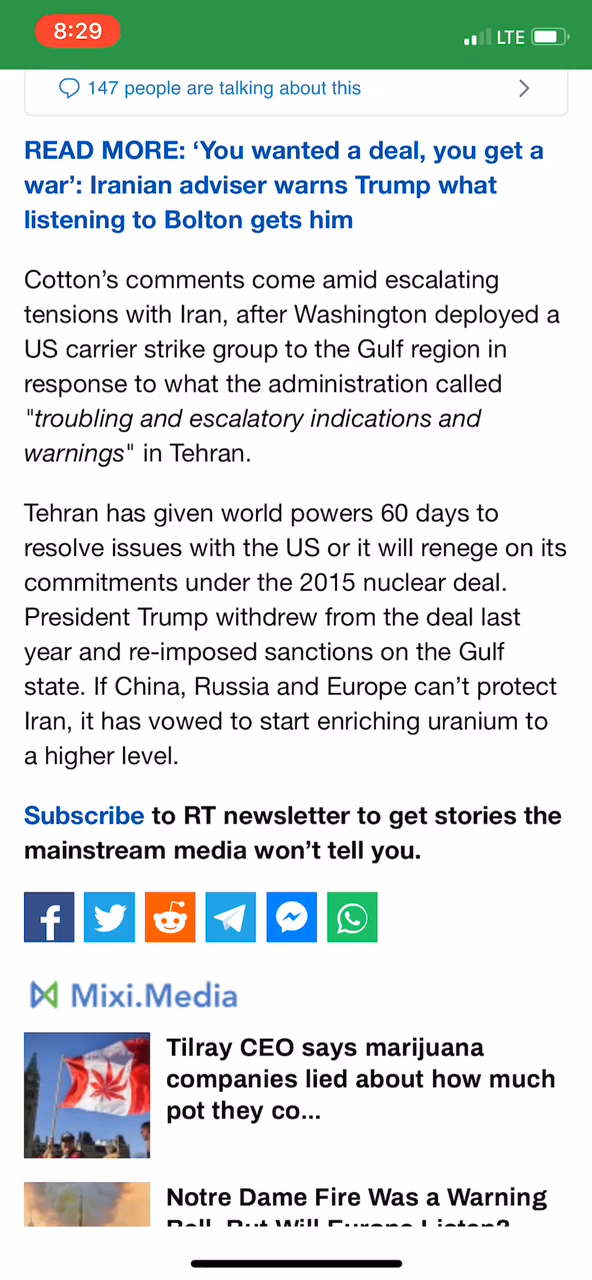 8:29
LTE
147 people are talking about this
READ MORE: ‘You wanted a deal, you get a
war’: Iranian adviser warns Trump what
listening to Bolton gets him
Cotton’s comments come amid escalating
tensions with Iran, after Washington deployed a
US carrier strike group to the Gulf region in
response to what the administration called
"troubling and escalatory indications and
warnings" in Tehran.
Tehran has given world powers 60 days to
resolve issues with the US or it will renege on its
commitments under the 2015 nuclear deal.
President Trump withdrew from the deal last
year and re-imposed sanctions on the Gulf
state. If China, Russia and Europe can’t protect
Iran, it has vowed to start enriching uranium to
a higher level.
Subscribe to RT newsletter to get stories the
mainstream media won’t tell you.
Mixi.Media
Tilray CEO says marijuana
companies lied about how much
pot they co...
Notre Dame Fire Was a Warning
Bell. But Will Europe Listen?